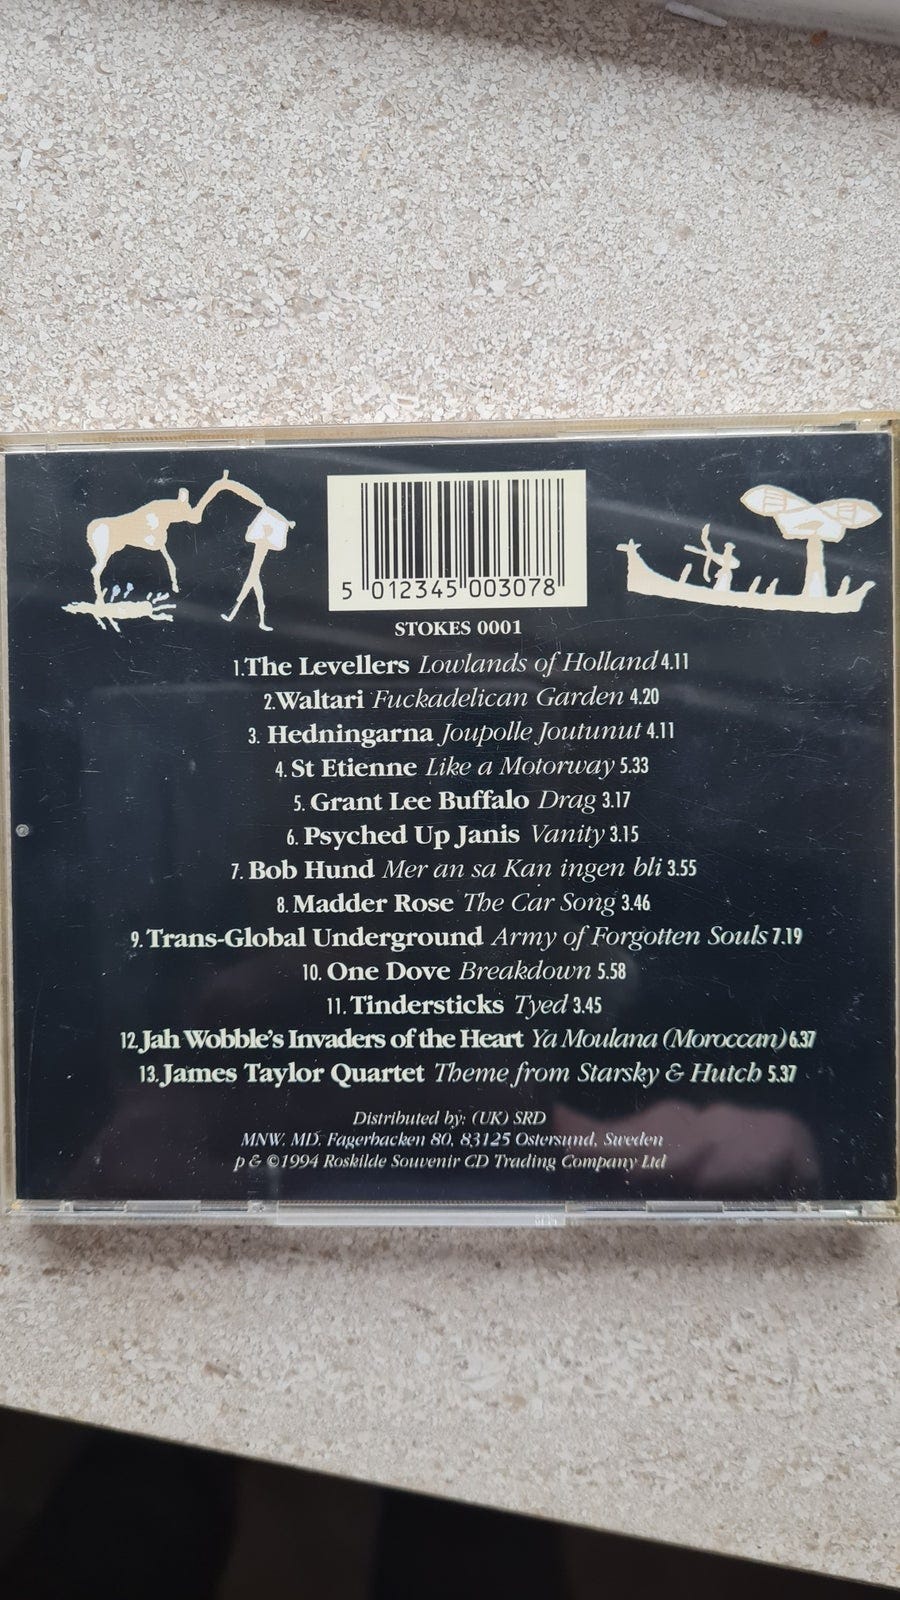 5 012345 003078
STOKES 0001
1.The Levellers Lowlands of Holland 4.11
2.Waltari Fuckadelican Garden 4.20
3. Hedningarna Joupolle Joutunut 4.11
4. St Etienne Like a Motorway 5.33
5. Grant Lee Buffalo Drag 3.17
6. Psyched Up Janis Vanity 3.15
7. Bob Hund Mer an sa Kan ingen bli 3.55
8. Madder Rose The Car Song 3.46
9. Trans-Global Underground Army of Forgotten Souls 7.19
10. One Dove Breakdown 5.58
11. Tindersticks Tyed 3.45
12. Jah Wobble's Invaders of the Heart Ya Moulana (Moroccan) 6.37
13. James Taylor Quartet Theme from Starsky & Hutch 5.37
Distributed by: (UK) SRD
MNW. MD. Fagerbacken 80, 83125 Ostersund, Sweden
p & ©1994 Roskilde Souvenir CD Trading Company Ltd